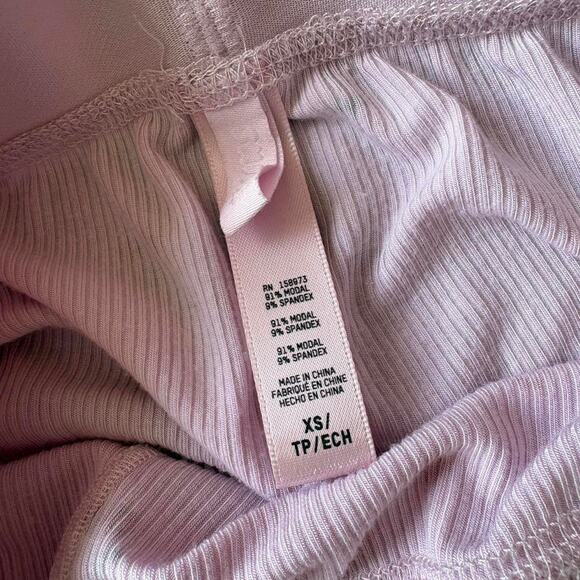 RN 158973
91% MODAL
9% SPANDEX
91% MODAL
9% SPANDEX
91% MODAL
9% SPANDEX
MADE IN CHINA
FABRIQUÉ EN CHINE
HECHO EN CHINA
XS/
TP/ECH